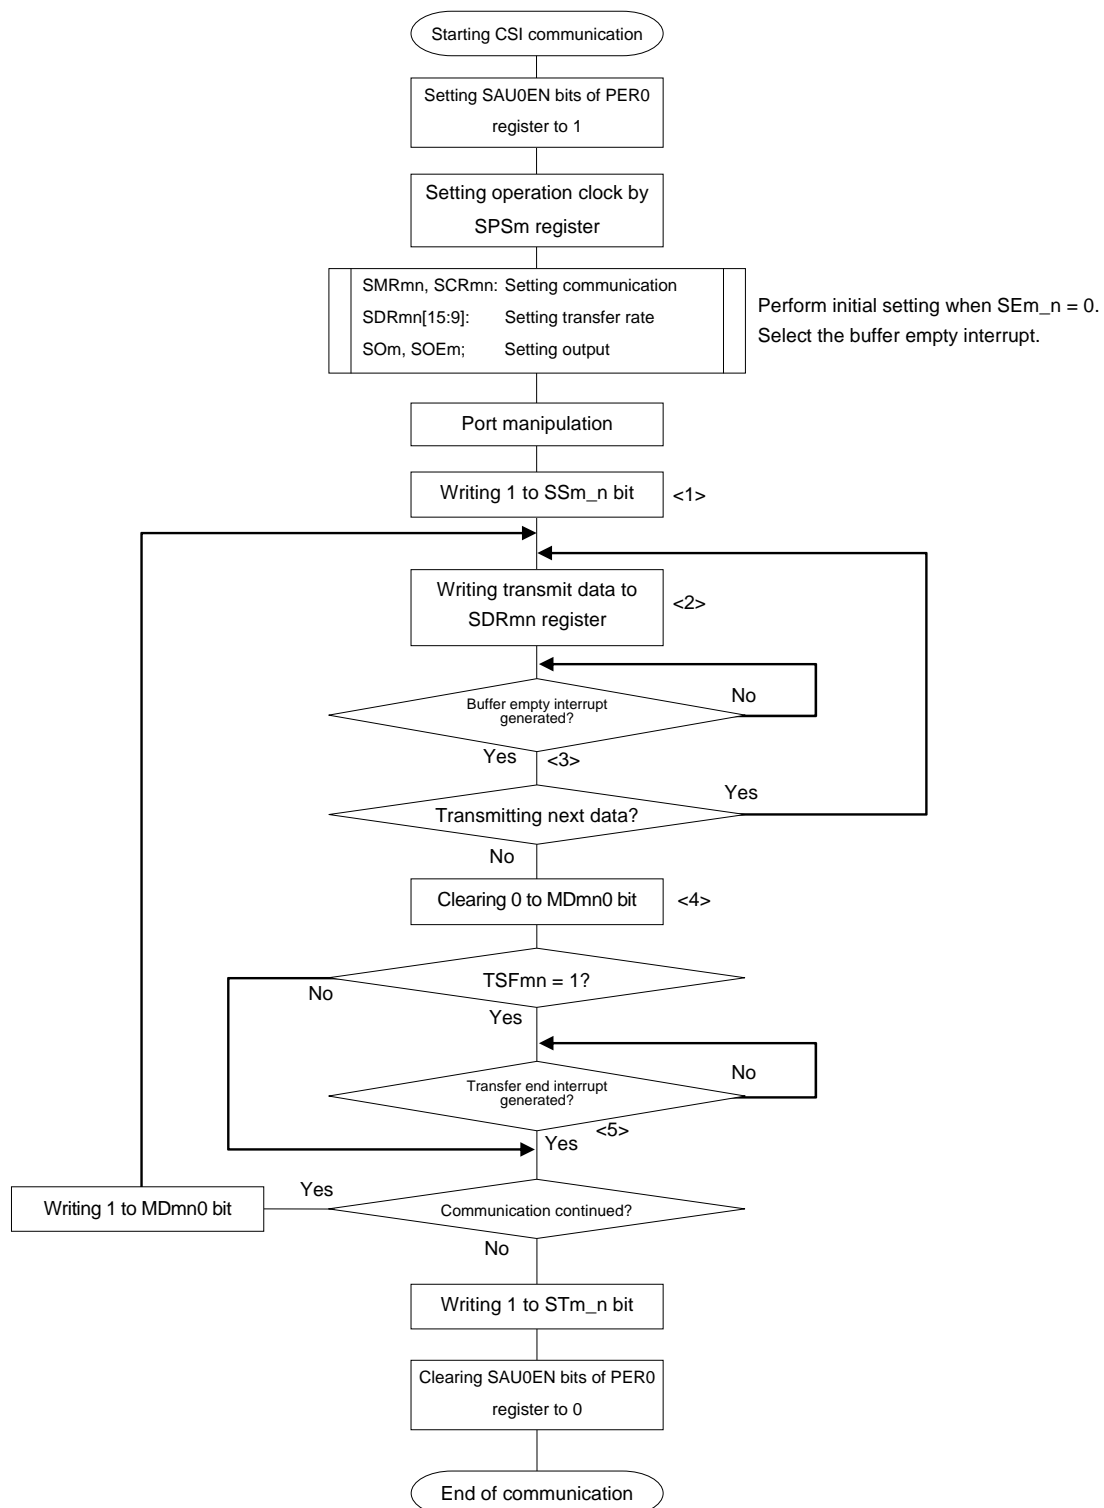 Starting CSI communication
Setting SAU0EN bits of PER0
register to 1
Setting operation clock by
SPSm register
SMRmn, SCRmn: Setting communication
SDRmn[15:9]: Setting transfer rate
SOm, SOEm; Setting output
Perform initial setting when SEm_n = 0.
Select the buffer empty interrupt.
Port manipulation
Writing 1 to SSm_n bit
<1>
Writing transmit data to
SDRmn register
<2>
Buffer empty interrupt
generated?
No
Yes
<3>
Transmitting next data?
Yes
No
Clearing 0 to MDmn0 bit
<4>
TSFmn = 1?
No
Yes
Transfer end interrupt
generated?
No
<5>
Yes
Communication continued?
Yes
Writing 1 to MDmn0 bit
No
Writing 1 to STm_n bit
Clearing SAU0EN bits of PER0
register to 0
End of communication